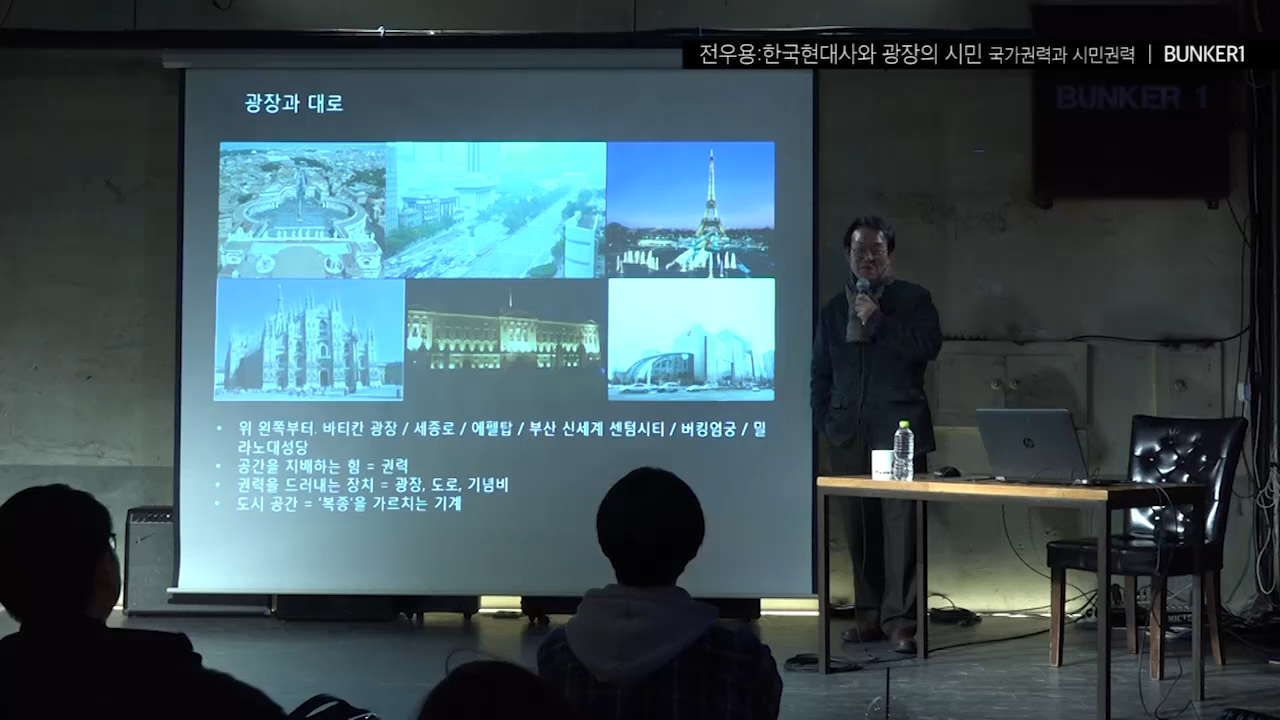 전우용:한국현대사와 광장의 시민 국가권력과 시민권력 | BUNKER1
BUNKER 1
광장과 대로
• 위 왼쪽부터. 바티칸 광장 / 세종로 / 에펠탑 / 부산 신세계 센텀시티 / 버킹엄궁 / 밀
라노대성당
• 공간을 지배하는 힘 = 권력
• 권력을 드러내는 장치 = 광장, 도로, 기념비
• 도시 공간 = ‘복종’을 가르치는 기계
hp